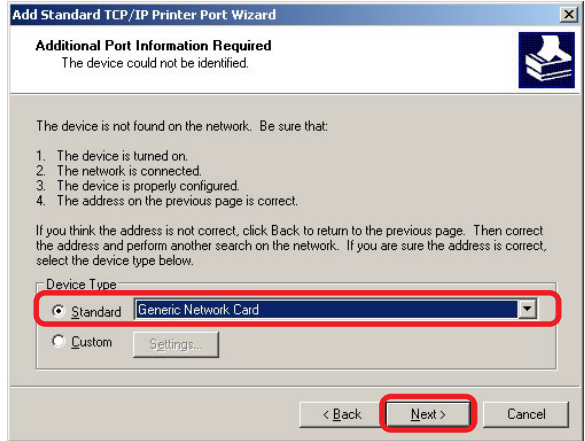 Add Standard TCP/IP Printer Port Wizard
Additional Port Information Required
The device could not be identified.
The device is not found on the network. Be sure that:
1. The device is turned on.
2. The network is connected.
3. The device is properly configured.
4. The address on the previous page is correct.
If you think the address is not correct, click Back to return to the previous page. Then correct
the address and perform another search on the network. If you are sure the address is correct,
select the device type below.
Device Type
Standard Generic Network Card
Custom Settings...
< Back Next > Cancel